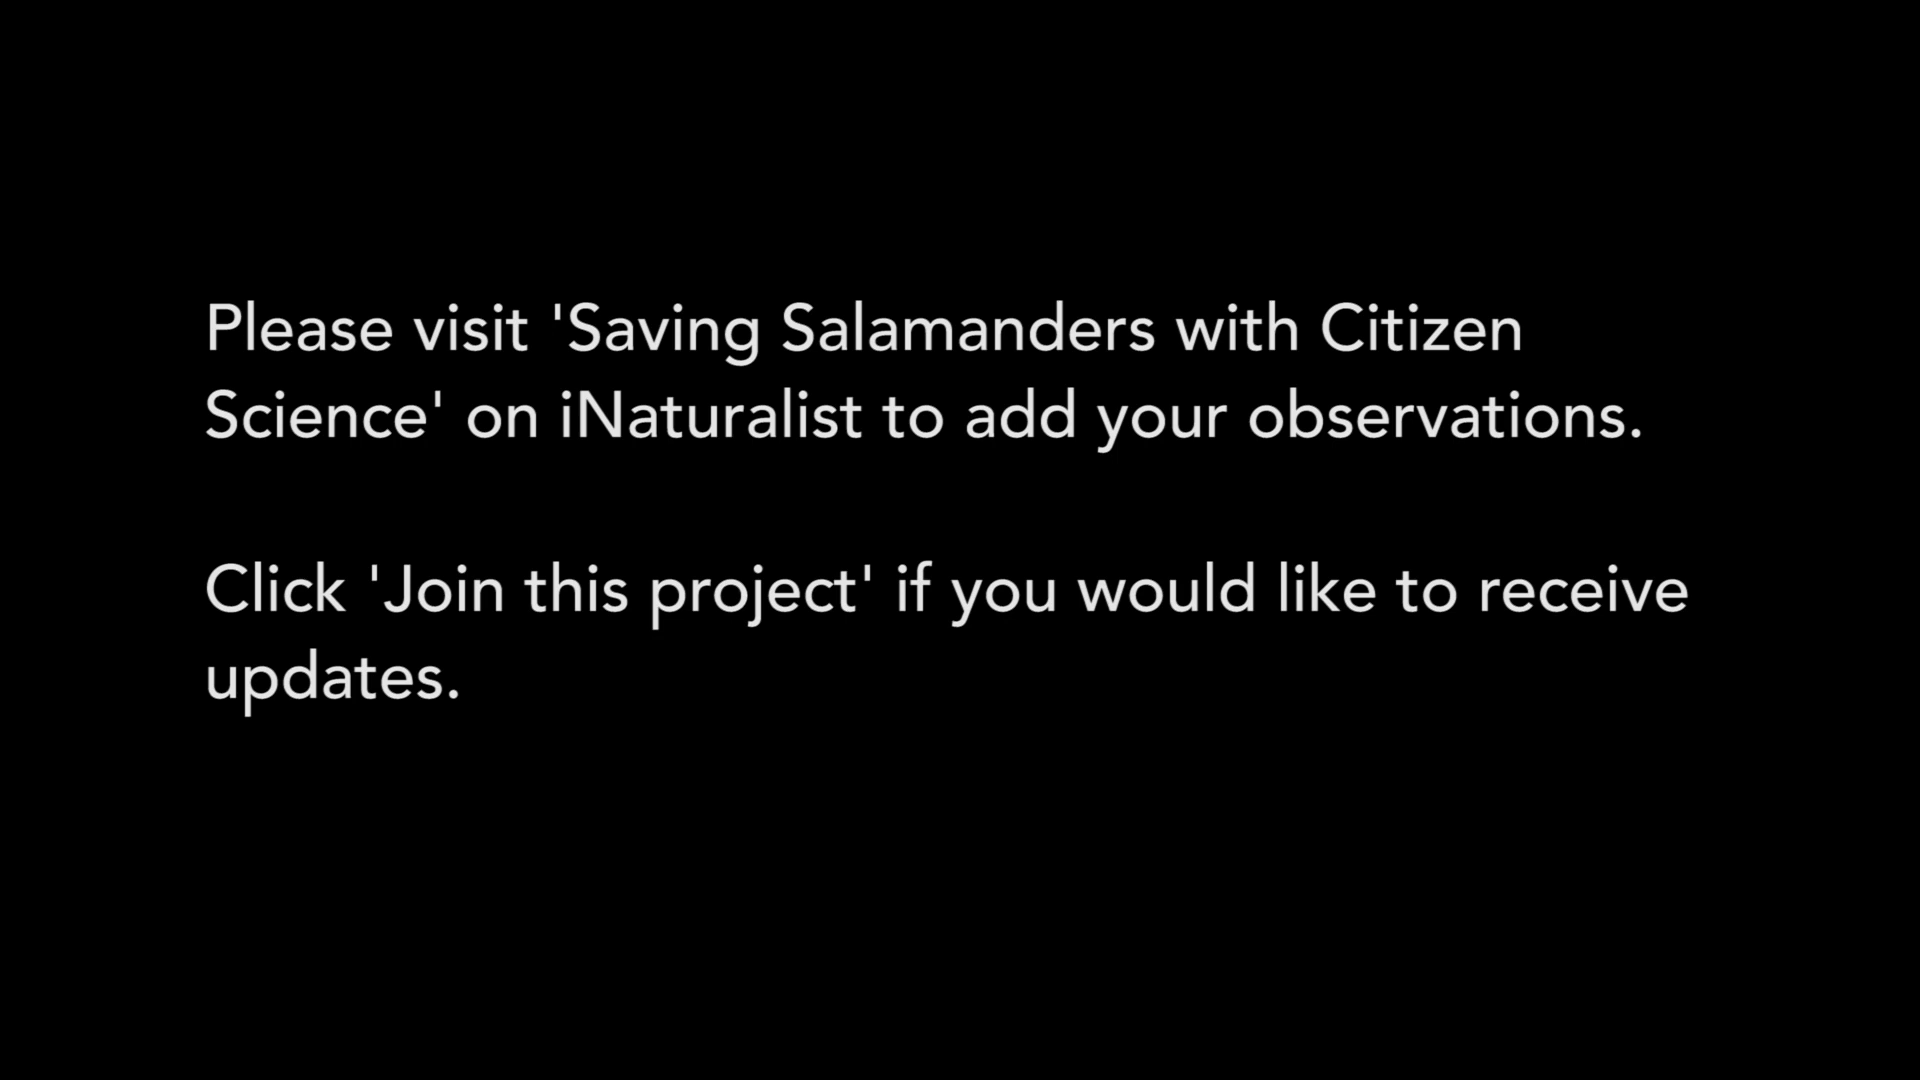 Please visit 'Saving Salamanders with Citizen
Science' on iNaturalist to add your observations.
Click 'Join this project' if you would like to receive
updates.